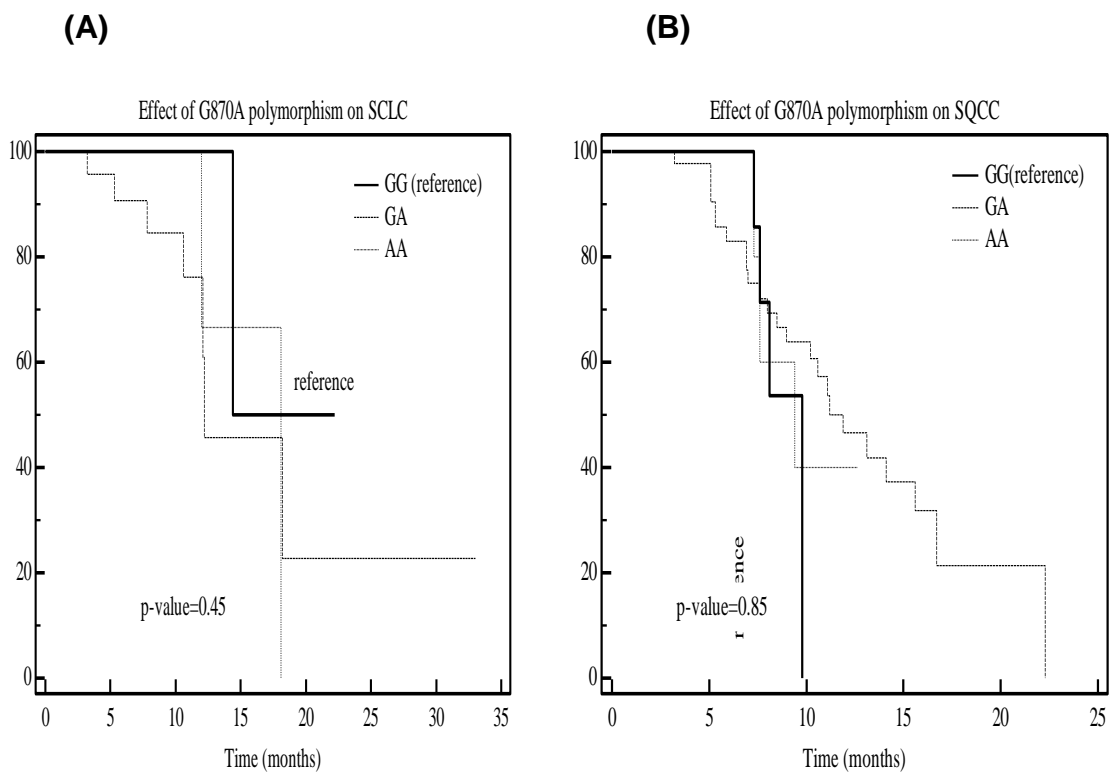 (A)
Effect of G870A polymorphism on SCLC
100
80
60
40
20
0
GG (reference)
GA
AA
reference
p-value=0.45
0 5 10 15 20 25 30 35
Time (months)
(B)
Effect of G870A polymorphism on SQCC
100
80
60
40
20
0
GG(reference)
GA
AA
ence
p-value=0.85
r
0 5 10 15 20 25
Time (months)